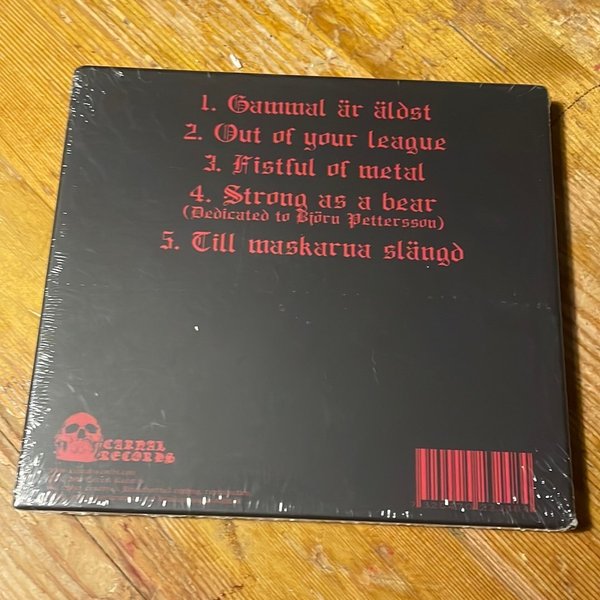 1. Gammal är äldst
2. Out of your league
3. Fistful of metal
4. Strong as a bear
(Dedicated to Björn Pettersson)
5. Till maskarna slängd
CARNAL
RECORDS